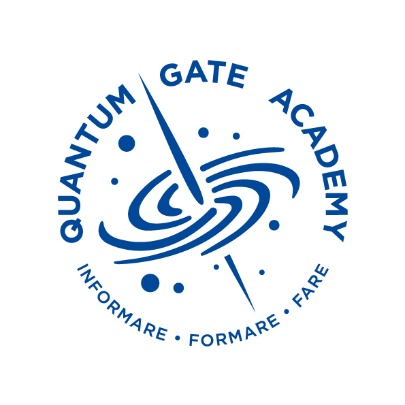 QUANTUM GATE ACADEMY
INFORMARE • FORMARE • FARE